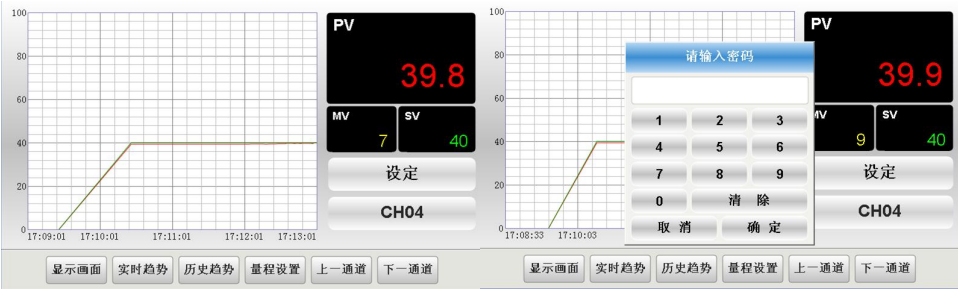 100
80
60
40
20
0
17:09:01 17:10:01 17:11:01 17:12:01 17:13:01
PV
39.8
MV
7
SV
40
设定
CH04
显示画面 实时趋势 历史趋势 量程设置 上一通道 下一通道
100
80
60
40
20
0
17:08:33 17:10:03
请输入密码
1 2 3
4 5 6
7 8 9
0 清 除
取 消 确 定
PV
39.9
MV
9
SV
40
设定
CH04
显示画面 实时趋势 历史趋势 量程设置 上一通道 下一通道